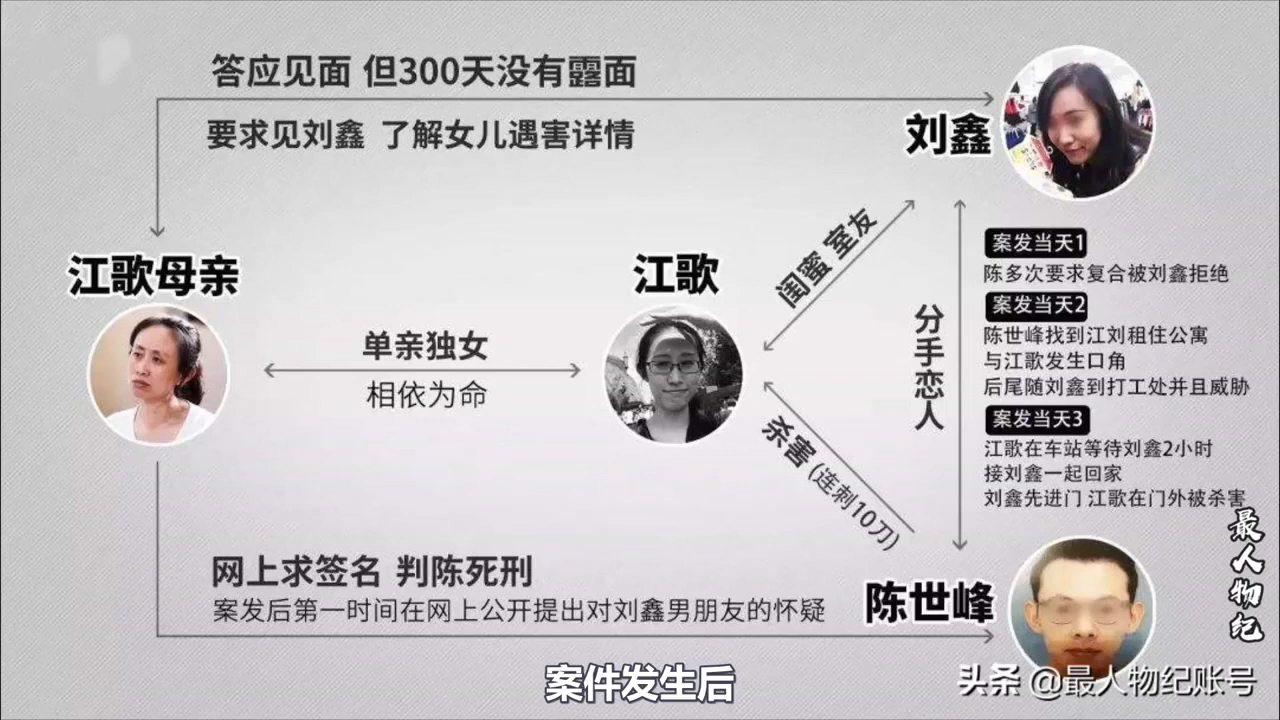 答应见面 但300天没有露面
要求见刘鑫 了解女儿遇害详情
刘鑫
江歌母亲
江歌
闺蜜 室友
单亲独女
相依为命
分手恋人
案发当天1
陈多次要求复合被刘鑫拒绝
案发当天2
陈世峰找到江刘租住公寓
与江歌发生口角
后尾随刘鑫到打工处并且威胁
案发当天3
江歌在车站等待刘鑫2小时
接刘鑫一起回家
刘鑫先进门 江歌在门外被杀害
杀害(连刺10刀)
网上求签名 判陈死刑
案发后第一时间在网上公开提出对刘鑫男朋友的怀疑
陈世峰
最人物纪
案件发生后
头条 @最人物纪账号